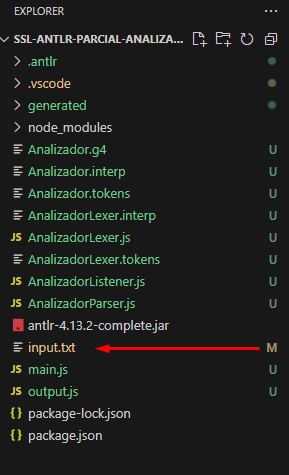 EXPLORER
SSL-ANTLR-PARCIAL-ANALIZA...
.antlr
.vscode
generated
node_modules
Analizador.g4 U
Analizador.interp U
Analizador.tokens U
AnalizadorLexer.interp U
JS AnalizadorLexer.js U
AnalizadorLexer.tokens U
JS AnalizadorListener.js U
JS AnalizadorParser.js U
antlr-4.13.2-complete.jar
input.txt M
JS main.js U
JS output.js U
{} package-lock.json
{} package.json